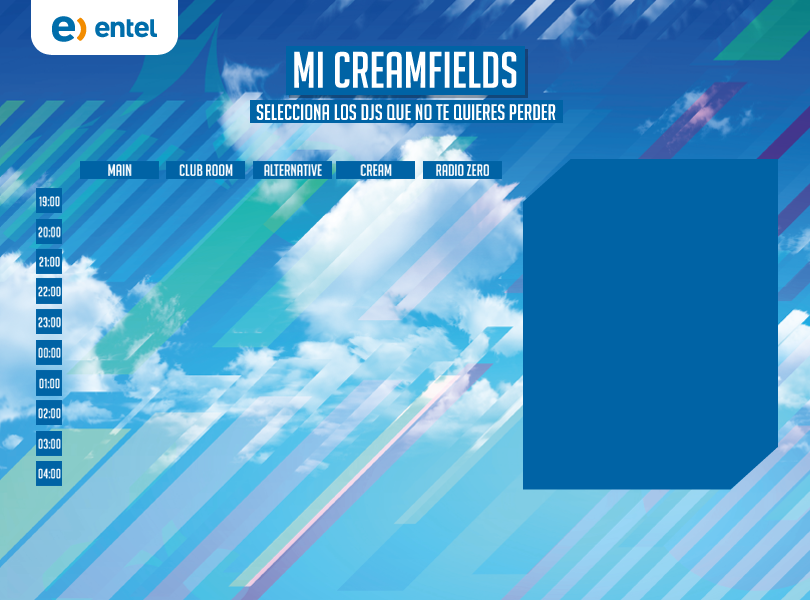 entel
MI CREAMFIELDS
SELECCIONA LOS DJS QUE NO TE QUIERES PERDER
MAIN CLUB ROOM ALTERNATIVE CREAM RADIO ZERO
19:00
20:00
21:00
22:00
23:00
00:00
01:00
02:00
03:00
04:00